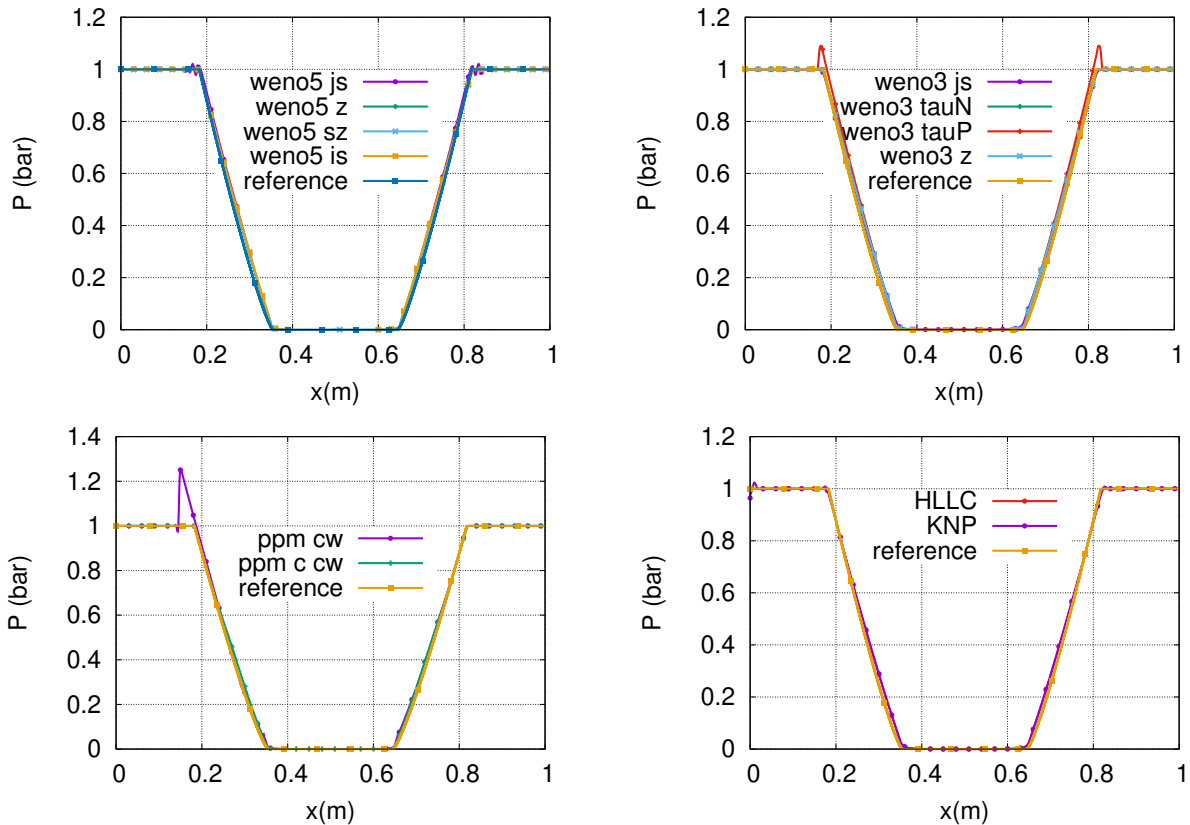 1.2
1
0.8
0.6
0.4
0.2
0
P (bar)
weno5 js
weno5 z
weno5 sz
weno5 is
reference
0 0.2 0.4 0.6 0.8 1
x(m)
1.2
1
0.8
0.6
0.4
0.2
0
P (bar)
weno3 js
weno3 tauN
weno3 tauP
weno3 z
reference
0 0.2 0.4 0.6 0.8 1
x(m)
1.4
1.2
1
0.8
0.6
0.4
0.2
0
P (bar)
ppm cw
ppm c cw
reference
0 0.2 0.4 0.6 0.8 1
x(m)
1.2
1
0.8
0.6
0.4
0.2
0
P (bar)
HLLC
KNP
reference
0 0.2 0.4 0.6 0.8 1
x(m)